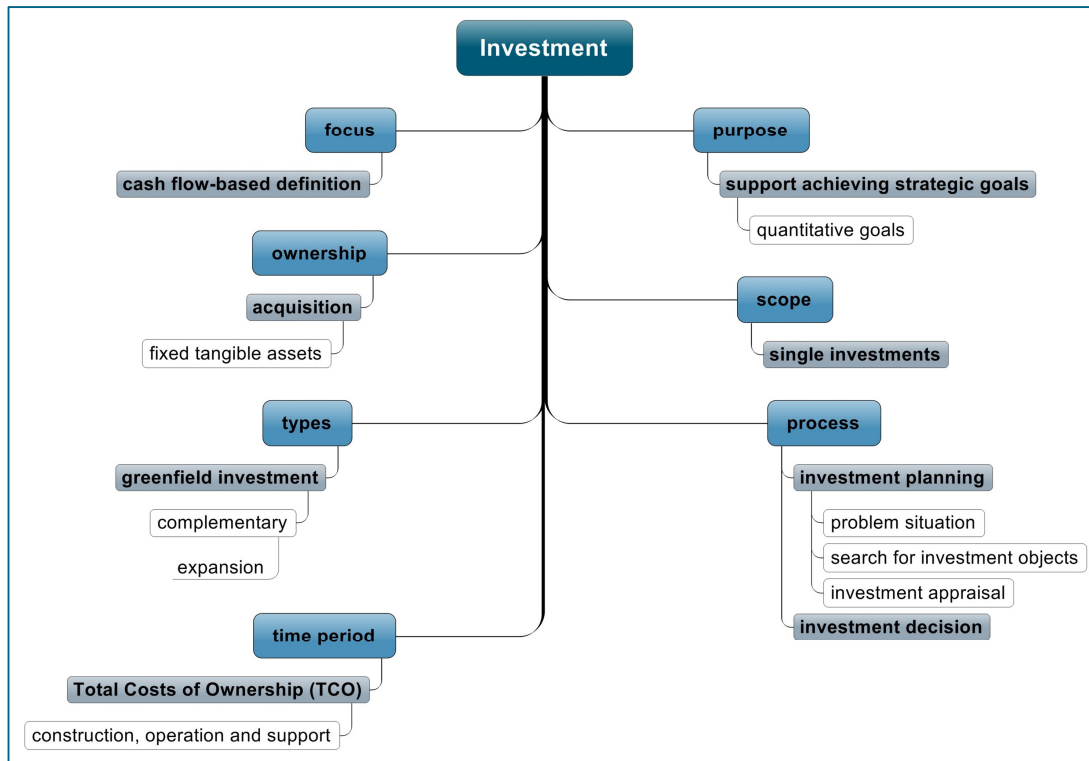 Investment
focus
cash flow-based definition
ownership
acquisition
fixed tangible assets
types
greenfield investment
complementary
expansion
time period
Total Costs of Ownership (TCO)
construction, operation and support
purpose
support achieving strategic goals
quantitative goals
scope
single investments
process
investment planning
problem situation
search for investment objects
investment appraisal
investment decision